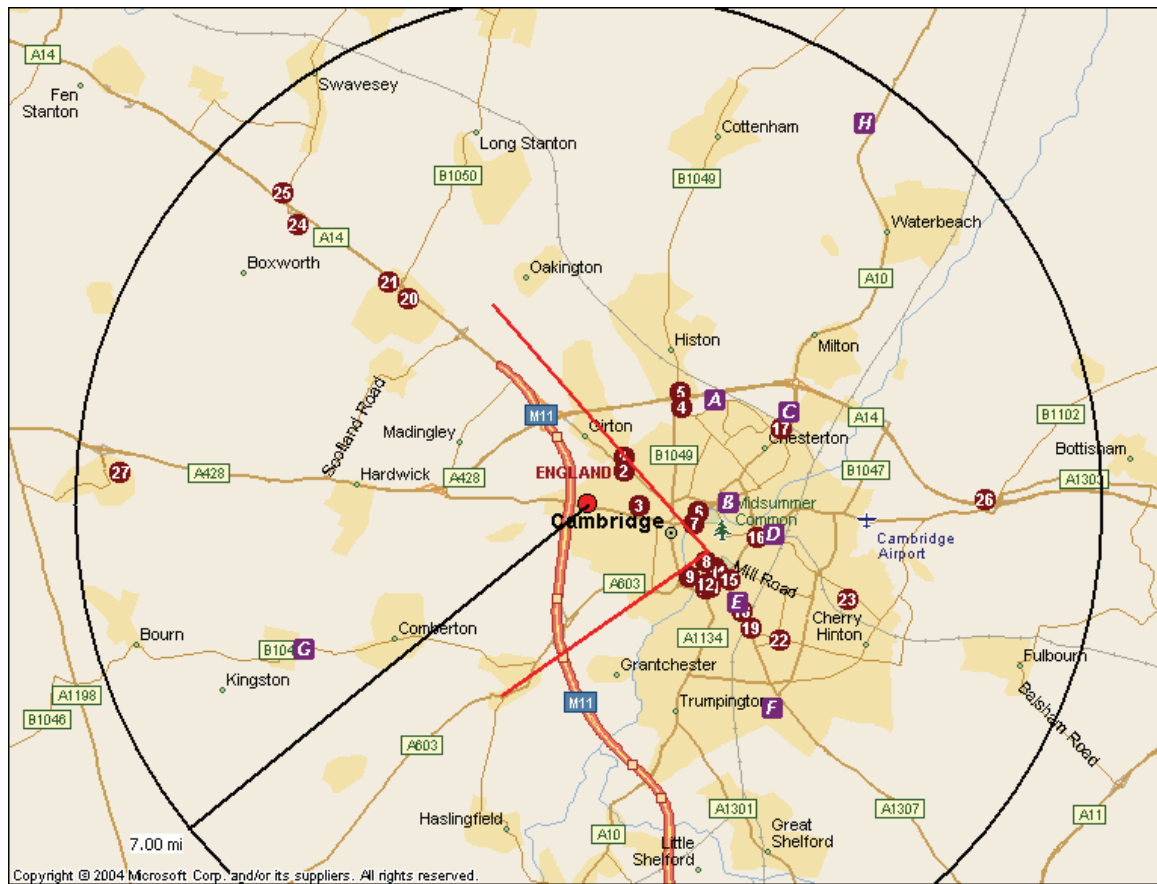 A14
Fen
Stanton
Swavesey
Long Stanton
Cottenham
H
B1050
B1049
25
24
A14
Waterbeach
Boxworth
21
20
Oakington
A10
Histon
Milton
5
4
A
C
17
M11
A14
B1102
Scotland Road
Madingley
Girton
Chesterton
Bottisham
27
A428
Hardwick
A428
ENGLAND
2
B1049
B1047
A1303
26
3
6
7
B
Midsummer
Common
Cambridge
16
D
Cambridge
Airport
8
9
12
15
Mill Road
A603
E
23
19
22
Cherry
Hinton
A1134
Bourn
G
Comberton
Grantchester
Fulbourn
Kingston
A1198
B1046
M11
Trumpington
F
Balsham Road
A603
7.00 mi
Haslingfield
A10
A1301
A1307
A11
Little
Shelford
Great
Shelford
Copyright © 2004 Microsoft Corp. and/or its suppliers. All rights reserved.